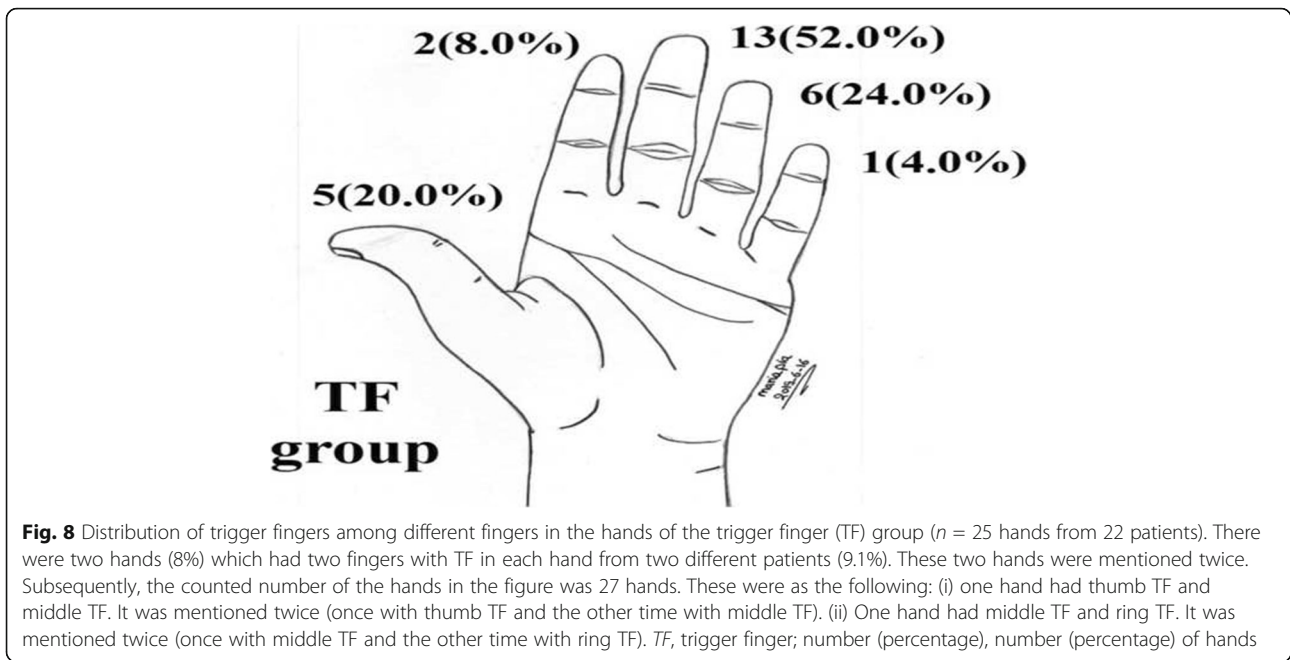 2(8.0%)
13(52.0%)
6(24.0%)
1(4.0%)
5(20.0%)
TF
group
maria pla
2019-6-16
Fig. 8 Distribution of trigger fingers among different fingers in the hands of the trigger finger (TF) group (n = 25 hands from 22 patients). There
were two hands (8%) which had two fingers with TF in each hand from two different patients (9.1%). These two hands were mentioned twice.
Subsequently, the counted number of the hands in the figure was 27 hands. These were as the following: (i) one hand had thumb TF and
middle TF. It was mentioned twice (once with thumb TF and the other time with middle TF). (ii) One hand had middle TF and ring TF. It was
mentioned twice (once with middle TF and the other time with ring TF). TF, trigger finger; number (percentage), number (percentage) of hands